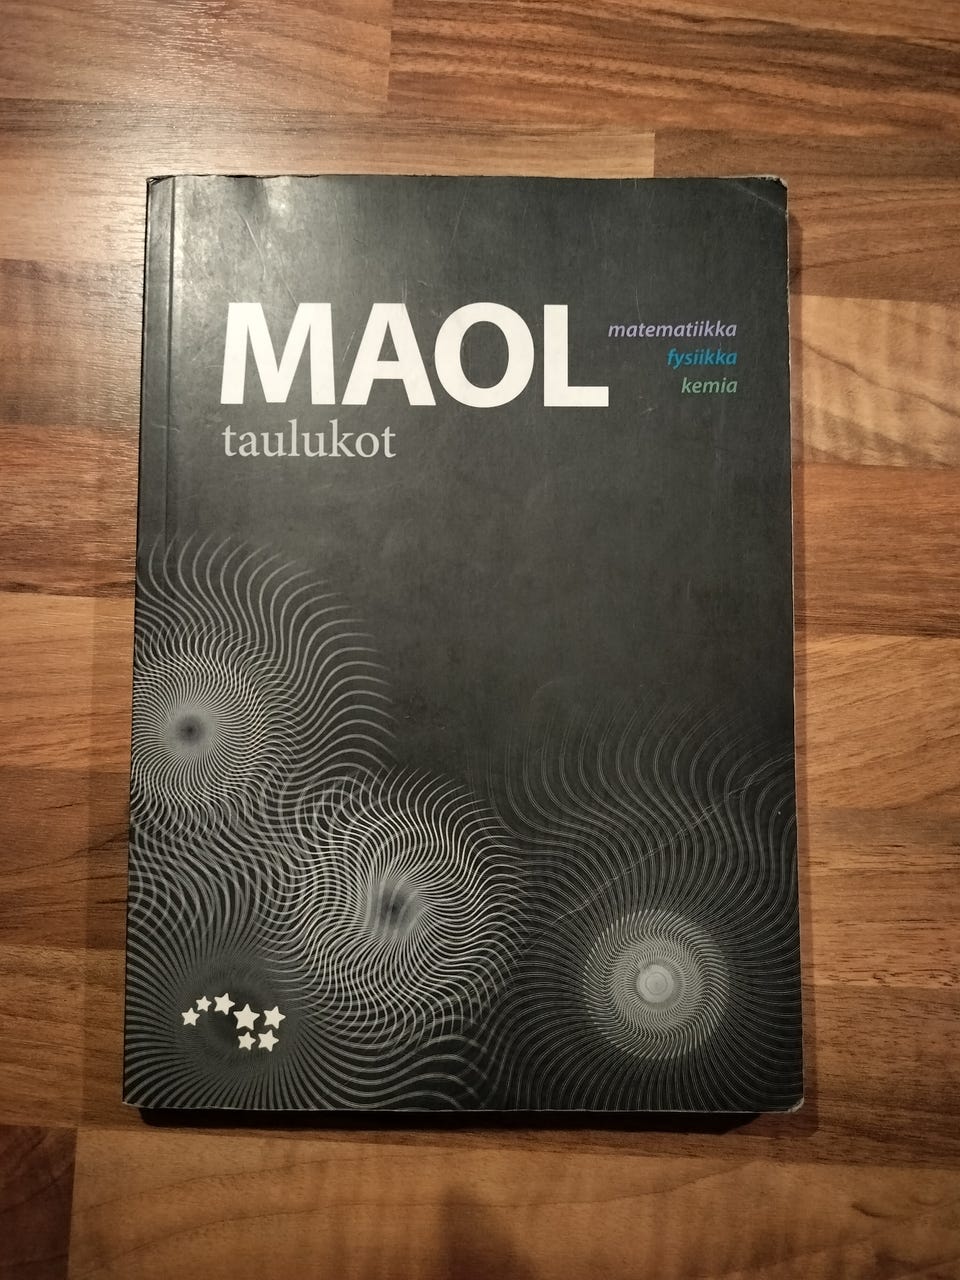 MAOL
taulukot
matematiikka
fysiikka
kemia